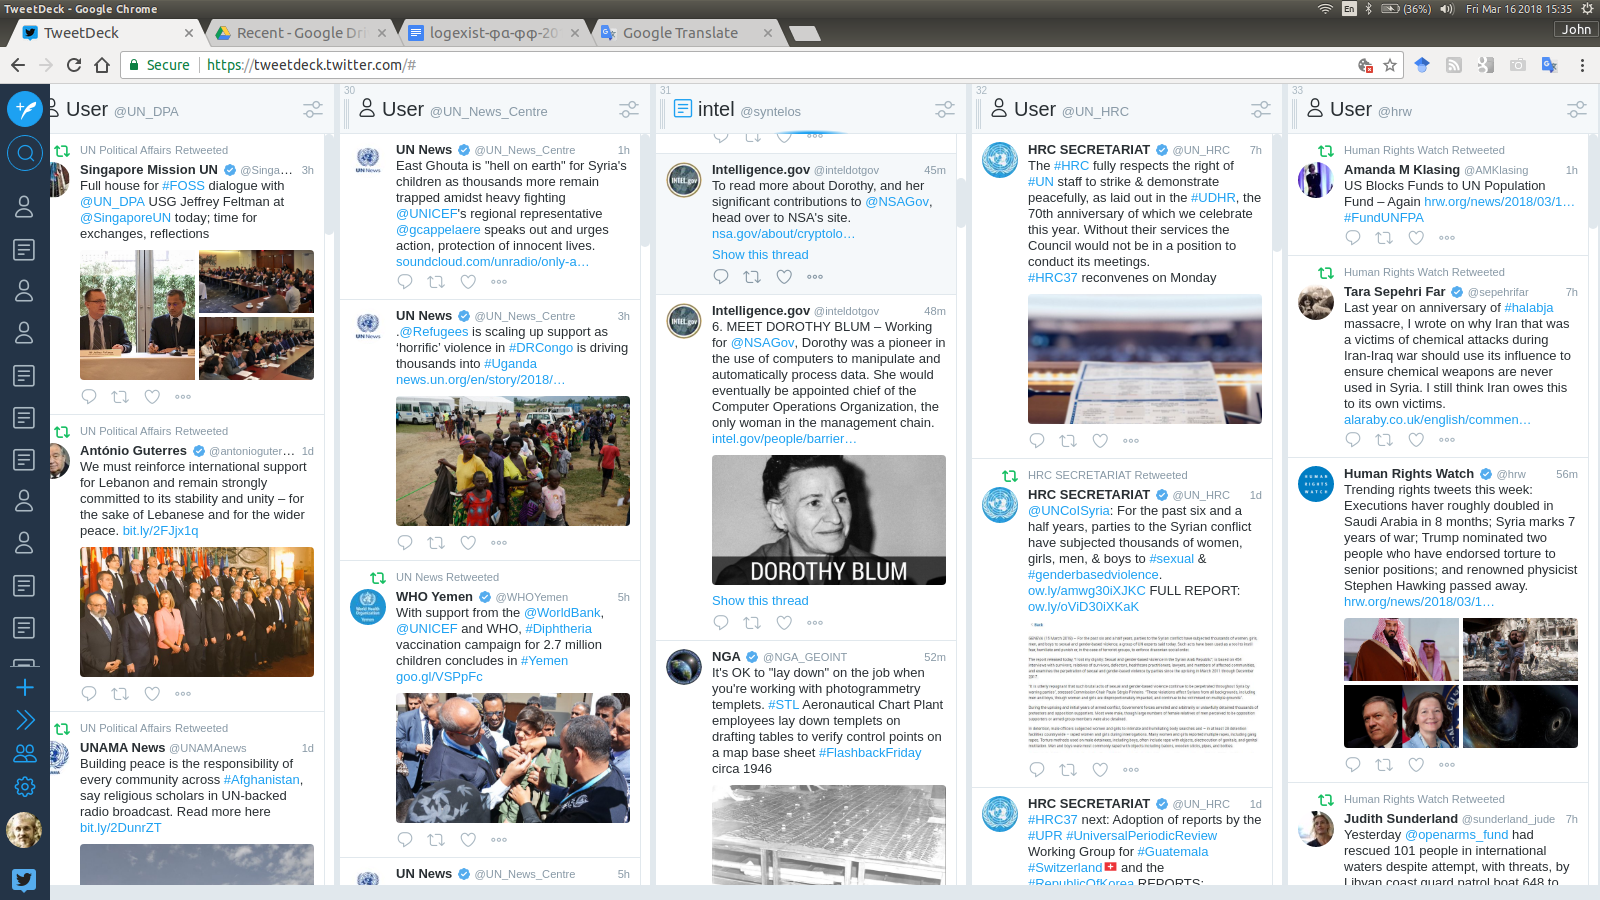 TweetDeck - Google Chrome
En
(36%)
Fri Mar 16 2018 15:35
TweetDeck
Recent - Google Dri
logexist-φα-φφ-20
Google Translate
John
Secure
https://tweetdeck.twitter.com/#
User @UN_DPA
UN Political Affairs Retweeted
Singapore Mission UN @Singa... 3h
Full house for #FOSS dialogue with
@UN_DPA USG Jeffrey Feltman at
@SingaporeUN today; time for
exchanges, reflections
UN Political Affairs Retweeted
António Guterres @antonioguter... 1d
We must reinforce international support
for Lebanon and remain strongly
committed to its stability and unity – for
the sake of Lebanese and for the wider
peace. bit.ly/2FJjx1q
UN Political Affairs Retweeted
UNAMA News @UNAMAnews 1d
Building peace is the responsibility of
every community across #Afghanistan,
say religious scholars in UN-backed
radio broadcast. Read more here
bit.ly/2DunrZT
30
User @UN_News_Centre
UN News @UN_News_Centre 1h
East Ghouta is "hell on earth" for Syria's
children as thousands more remain
trapped amidst heavy fighting
@UNICEF's regional representative
@gcappelaere speaks out and urges
action, protection of innocent lives.
soundcloud.com/unradio/only-a…
UN News @UN_News_Centre 3h
.@Refugees is scaling up support as
‘horrific’ violence in #DRCongo is driving
thousands into #Uganda
news.un.org/en/story/2018/…
UN News Retweeted
WHO Yemen @WHOYemen 5h
With support from the @WorldBank,
@UNICEF and WHO, #Diphtheria
vaccination campaign for 2.7 million
children concludes in #Yemen
goo.gl/VSPpFc
UN News @UN_News_Centre 5h
31
intel @syntelos
Intelligence.gov @inteldotgov 45m
To read more about Dorothy, and her
significant contributions to @NSAGov,
head over to NSA's site.
nsa.gov/about/cryptolo…
Show this thread
Intelligence.gov @inteldotgov 48m
6. MEET DOROTHY BLUM – Working
for @NSAGov, Dorothy was a pioneer in
the use of computers to manipulate and
automatically process data. She would
eventually be appointed chief of the
Computer Operations Organization, the
only woman in the management chain.
intel.gov/people/barrier…
DOROTHY BLUM
Show this thread
NGA @NGA_GEOINT 52m
It's OK to "lay down" on the job when
you're working with photogrammetry
templets. #STL Aeronautical Chart Plant
employees lay down templets on
drafting tables to verify control points on
a map base sheet #FlashbackFriday
circa 1946
32
User @UN_HRC
HRC SECRETARIAT @UN_HRC 7h
The #HRC fully respects the right of
#UN staff to strike & demonstrate
peacefully, as laid out in the #UDHR, the
70th anniversary of which we celebrate
this year. Without their services the
Council would not be in a position to
conduct its meetings.
#HRC37 reconvenes on Monday
HRC SECRETARIAT Retweeted
HRC SECRETARIAT @UN_HRC 1d
@UNCoISyria: For the past six and a
half years, parties to the Syrian conflict
have subjected thousands of women,
girls, men, & boys to #sexual &
#genderbasedviolence.
ow.ly/amwg30iXJKC FULL REPORT:
ow.ly/oViD30iXKaK
HRC SECRETARIAT @UN_HRC 1d
#HRC37 next: Adoption of reports by the
#UPR #UniversalPeriodicReview
Working Group for #Guatemala
#Switzerland and the
#RepublicOfKorea REPORTS:
33
User @hrw
Human Rights Watch Retweeted
Amanda M Klasing @AMKlasing 1h
US Blocks Funds to UN Population
Fund – Again hrw.org/news/2018/03/1…
#FundUNFPA
Human Rights Watch Retweeted
Tara Sepehri Far @sepehrifar 7h
Last year on anniversary of #halabja
massacre, I wrote on why Iran that was
a victims of chemical attacks during
Iran-Iraq war should use its influence to
ensure chemical weapons are never
used in Syria. I still think Iran owes this
to its own victims.
alaraby.co.uk/english/commen…
Human Rights Watch @hrw 56m
Trending rights tweets this week:
Executions haver roughly doubled in
Saudi Arabia in 8 months; Syria marks 7
years of war; Trump nominated two
people who have endorsed torture to
senior positions; and renowned physicist
Stephen Hawking passed away.
hrw.org/news/2018/03/1…
Human Rights Watch Retweeted
Judith Sunderland @sunderland_jude 7h
Yesterday @openarms_fund had
rescued 101 people in international
waters despite attempt, with threats, by
Libyan coast guard patrol boat 648 to